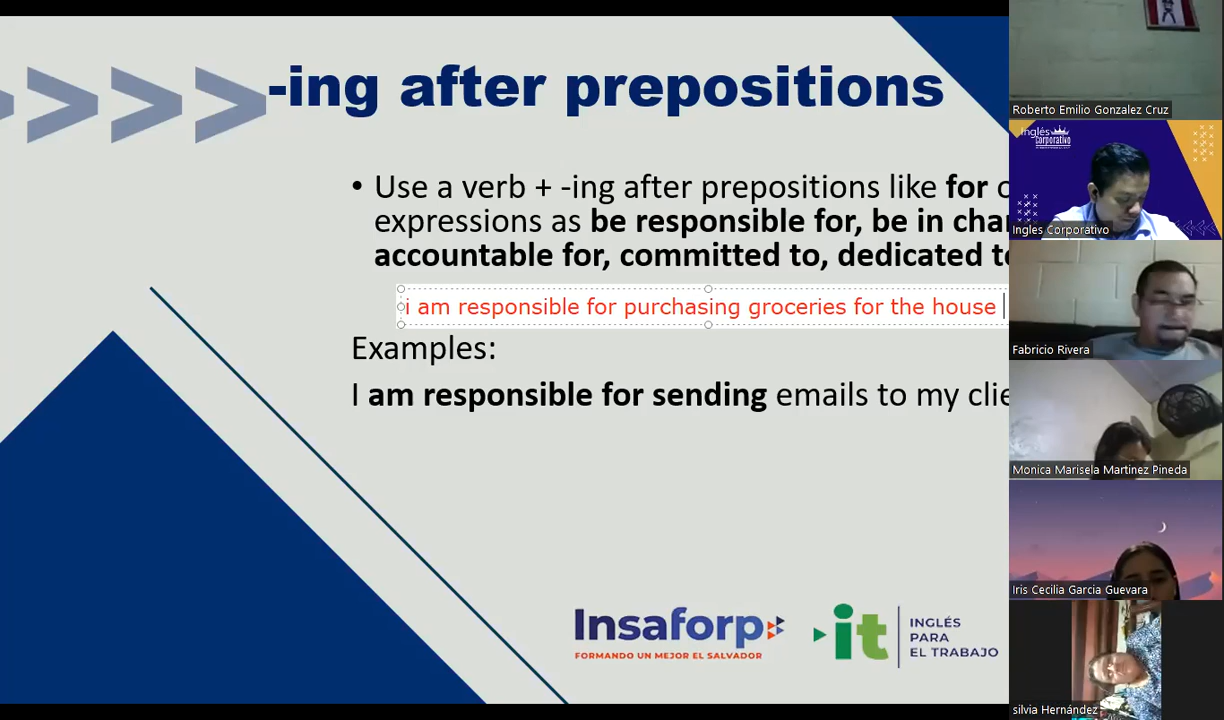 -ing after prepositions
• Use a verb + -ing after prepositions like for
expressions as be responsible for, be in
accountable for, committed to, dedicated
i am responsible for purchasing groceries for the house
Examples:
I am responsible for sending emails to my
Insaforp
FORMANDO UN MEJOR EL SALVADOR
it
INGLÉS
PARA
EL TRABAJO
Roberto Emilio Gonzalez Cruz
Inglés
Corporativo
Ingles Corporativo
Fabricio Rivera
Monica Marisela Martinez Pineda
Iris Cecilia Garcia Guevara
silvia Hernández